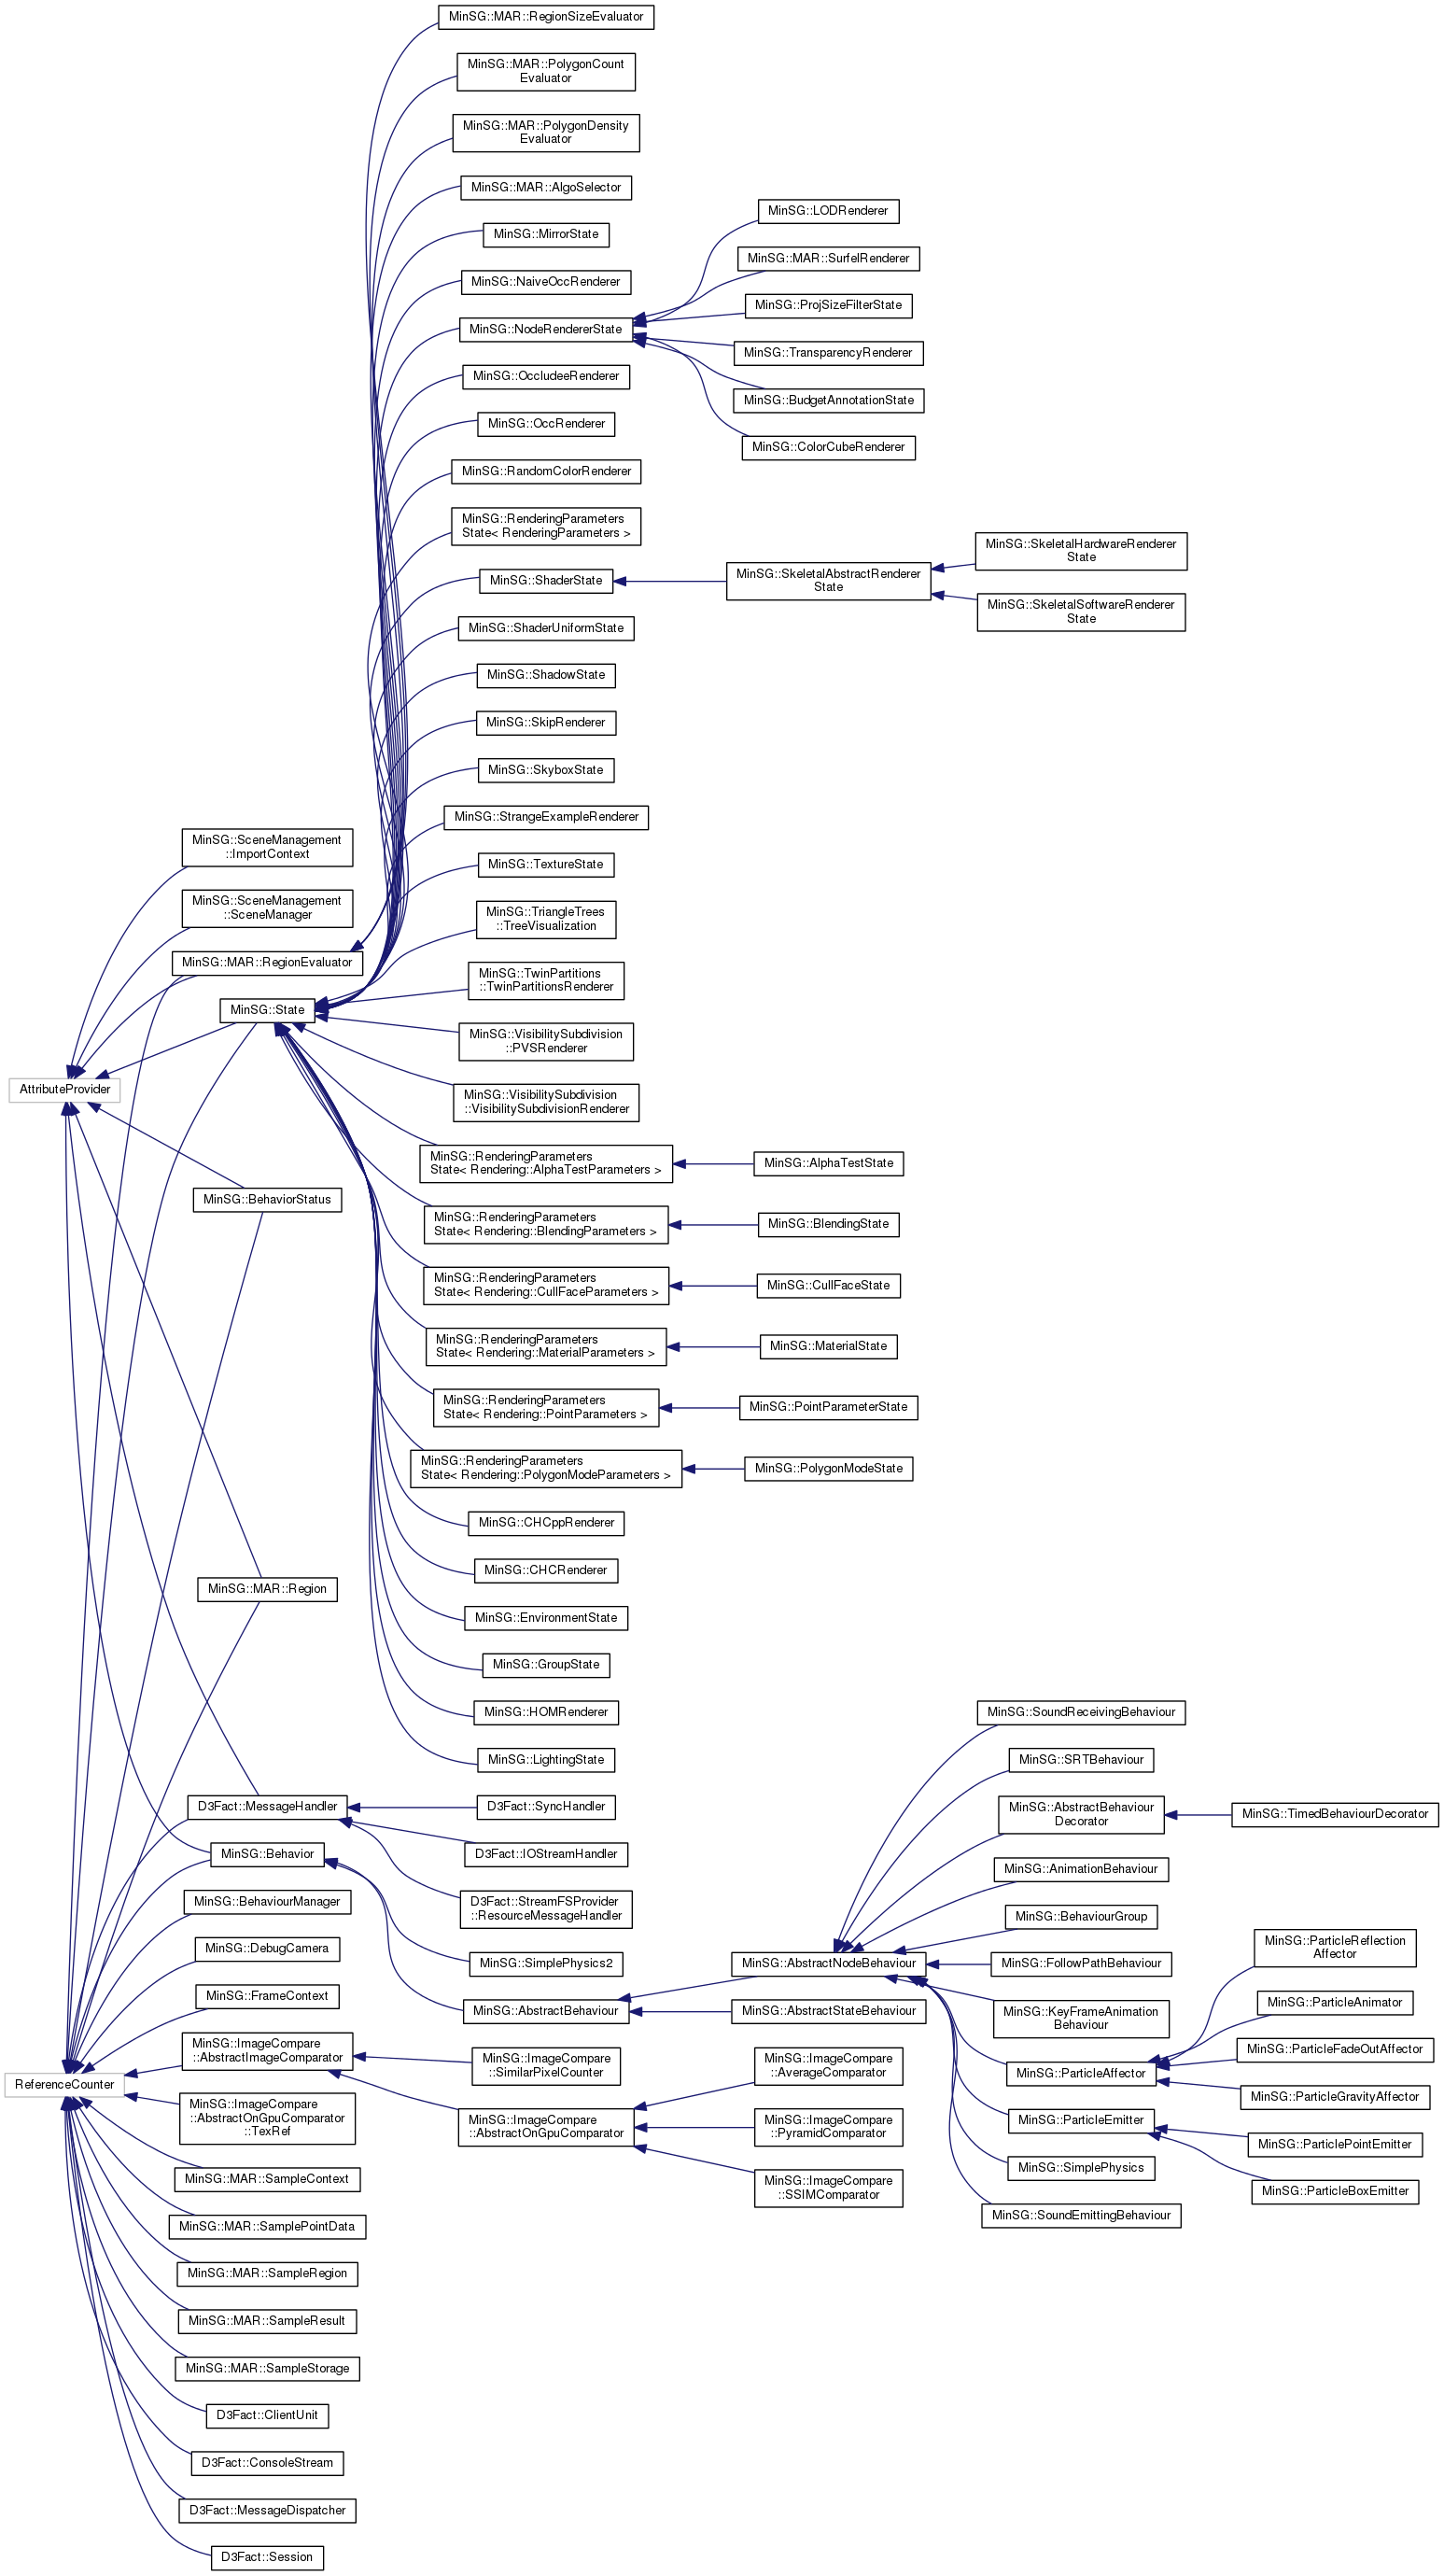 MinSG::MAR::RegionSizeEvaluator
MinSG::MAR::PolygonCount
Evaluator
MinSG::MAR::PolygonDensity
Evaluator
MinSG::MAR::AlgoSelector
MinSG::MirrorState
MinSG::NaiveOccRenderer
MinSG::NodeRendererState
MinSG::OccludeeRenderer
MinSG::OccRenderer
MinSG::RandomColorRenderer
MinSG::RenderingParameters
State< RenderingParameters >
MinSG::ShaderState
MinSG::ShaderUniformState
MinSG::ShadowState
MinSG::SkipRenderer
MinSG::SkyboxState
MinSG::StrangeExampleRenderer
MinSG::TextureState
MinSG::TriangleTrees
::TreeVisualization
MinSG::TwinPartitions
::TwinPartitionsRenderer
MinSG::VisibilitySubdivision
::PVSRenderer
MinSG::VisibilitySubdivision
::VisibilitySubdivisionRenderer
MinSG::RenderingParameters
State< Rendering::AlphaTestParameters >
MinSG::RenderingParameters
State< Rendering::BlendingParameters >
MinSG::RenderingParameters
State< Rendering::CullFaceParameters >
MinSG::RenderingParameters
State< Rendering::MaterialParameters >
MinSG::RenderingParameters
State< Rendering::PointParameters >
MinSG::RenderingParameters
State< Rendering::PolygonModeParameters >
MinSG::CHCppRenderer
MinSG::CHCRenderer
MinSG::EnvironmentState
MinSG::GroupState
MinSG::HOMRenderer
MinSG::LightingState
MinSG::LODRenderer
MinSG::MAR::SurfelRenderer
MinSG::ProjSizeFilterState
MinSG::TransparencyRenderer
MinSG::BudgetAnnotationState
MinSG::ColorCubeRenderer
MinSG::SkeletalAbstractRenderer
State
MinSG::SkeletalHardwareRenderer
State
MinSG::SkeletalSoftwareRenderer
State
MinSG::AlphaTestState
MinSG::BlendingState
MinSG::CullFaceState
MinSG::MaterialState
MinSG::PointParameterState
MinSG::PolygonModeState
MinSG::SceneManagement
::ImportContext
MinSG::SceneManagement
::SceneManager
MinSG::MAR::RegionEvaluator
MinSG::State
AttributeProvider
MinSG::BehaviorStatus
MinSG::MAR::Region
D3Fact::MessageHandler
MinSG::Behavior
MinSG::BehaviourManager
MinSG::DebugCamera
MinSG::FrameContext
MinSG::ImageCompare
::AbstractImageComparator
ReferenceCounter
MinSG::ImageCompare
::AbstractOnGpuComparator
::TexRef
MinSG::MAR::SampleContext
MinSG::MAR::SamplePointData
MinSG::MAR::SampleRegion
MinSG::MAR::SampleResult
MinSG::MAR::SampleStorage
D3Fact::ClientUnit
D3Fact::ConsoleStream
D3Fact::MessageDispatcher
D3Fact::Session
D3Fact::SyncHandler
D3Fact::IOStreamHandler
D3Fact::StreamFSProvider
::ResourceMessageHandler
MinSG::SimplePhysics2
MinSG::AbstractBehaviour
MinSG::ImageCompare
::SimilarPixelCounter
MinSG::ImageCompare
::AbstractOnGpuComparator
MinSG::AbstractNodeBehaviour
MinSG::AbstractStateBehaviour
MinSG::ImageCompare
::AverageComparator
MinSG::ImageCompare
::PyramidComparator
MinSG::ImageCompare
::SSIMComparator
MinSG::SoundReceivingBehaviour
MinSG::SRTBehaviour
MinSG::AbstractBehaviour
Decorator
MinSG::TimedBehaviourDecorator
MinSG::AnimationBehaviour
MinSG::BehaviourGroup
MinSG::FollowPathBehaviour
MinSG::KeyFrameAnimation
Behaviour
MinSG::ParticleAffector
MinSG::ParticleEmitter
MinSG::SimplePhysics
MinSG::SoundEmittingBehaviour
MinSG::ParticleReflection
Affector
MinSG::ParticleAnimator
MinSG::ParticleFadeOutAffector
MinSG::ParticleGravityAffector
MinSG::ParticlePointEmitter
MinSG::ParticleBoxEmitter